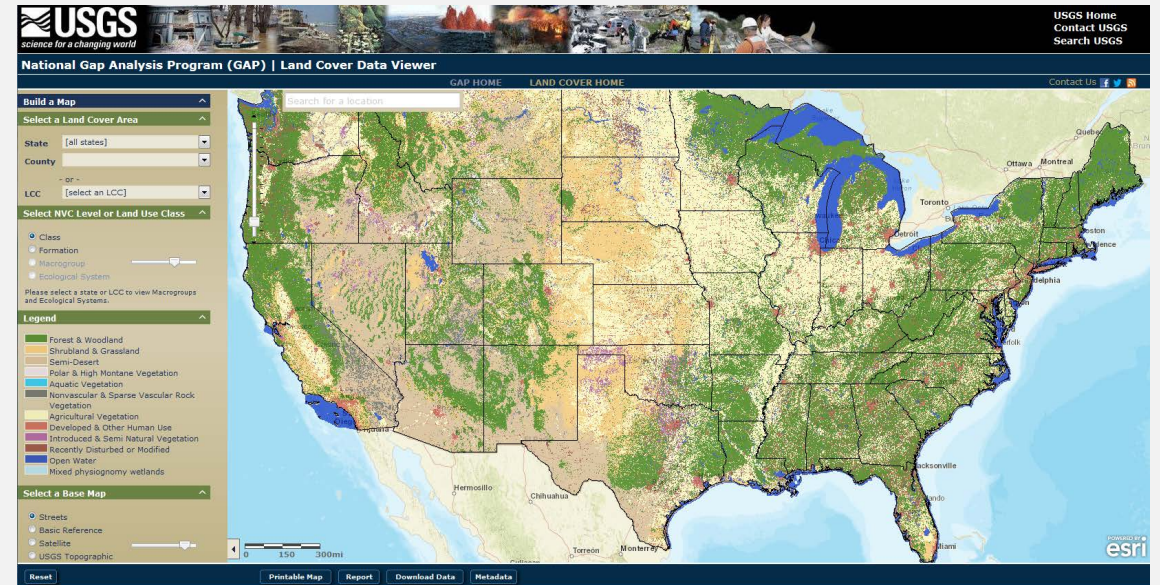 USGS
science for a changing world
USGS Home
Contact USGS
Search USGS
National Gap Analysis Program (GAP) | Land Cover Data Viewer
GAP HOME LAND COVER HOME Contact Us
Build a Map
Search for a location
Select a Land Cover Area
State [all states]
County
- or -
LCC [select an LCC]
Select NVC Level or Land Use Class
Class
Formation
Macrogroup
Ecological System
Please select a state or LCC to view Macrogroups
and Ecological Systems.
Legend
Forest & Woodland
Shrubland & Grassland
Semi-Desert
Polar & High Montane Vegetation
Aquatic Vegetation
Nonvascular & Sparse Vascular Rock
Vegetation
Agricultural Vegetation
Developed & Other Human Use
Introduced & Semi Natural Vegetation
Recently Disturbed or Modified
Open Water
Mixed physiognomy wetlands
Select a Base Map
Streets
Basic Reference
Satellite
USGS Topographic
Quebec
Ottawa Montreal
Toronto
Detroit
Hermosillo
Chihuahua
Torreón
Monterrey
Miami
0 150 300mi
POWERED BY
esri
Reset
Printable Map Report Download Data Metadata